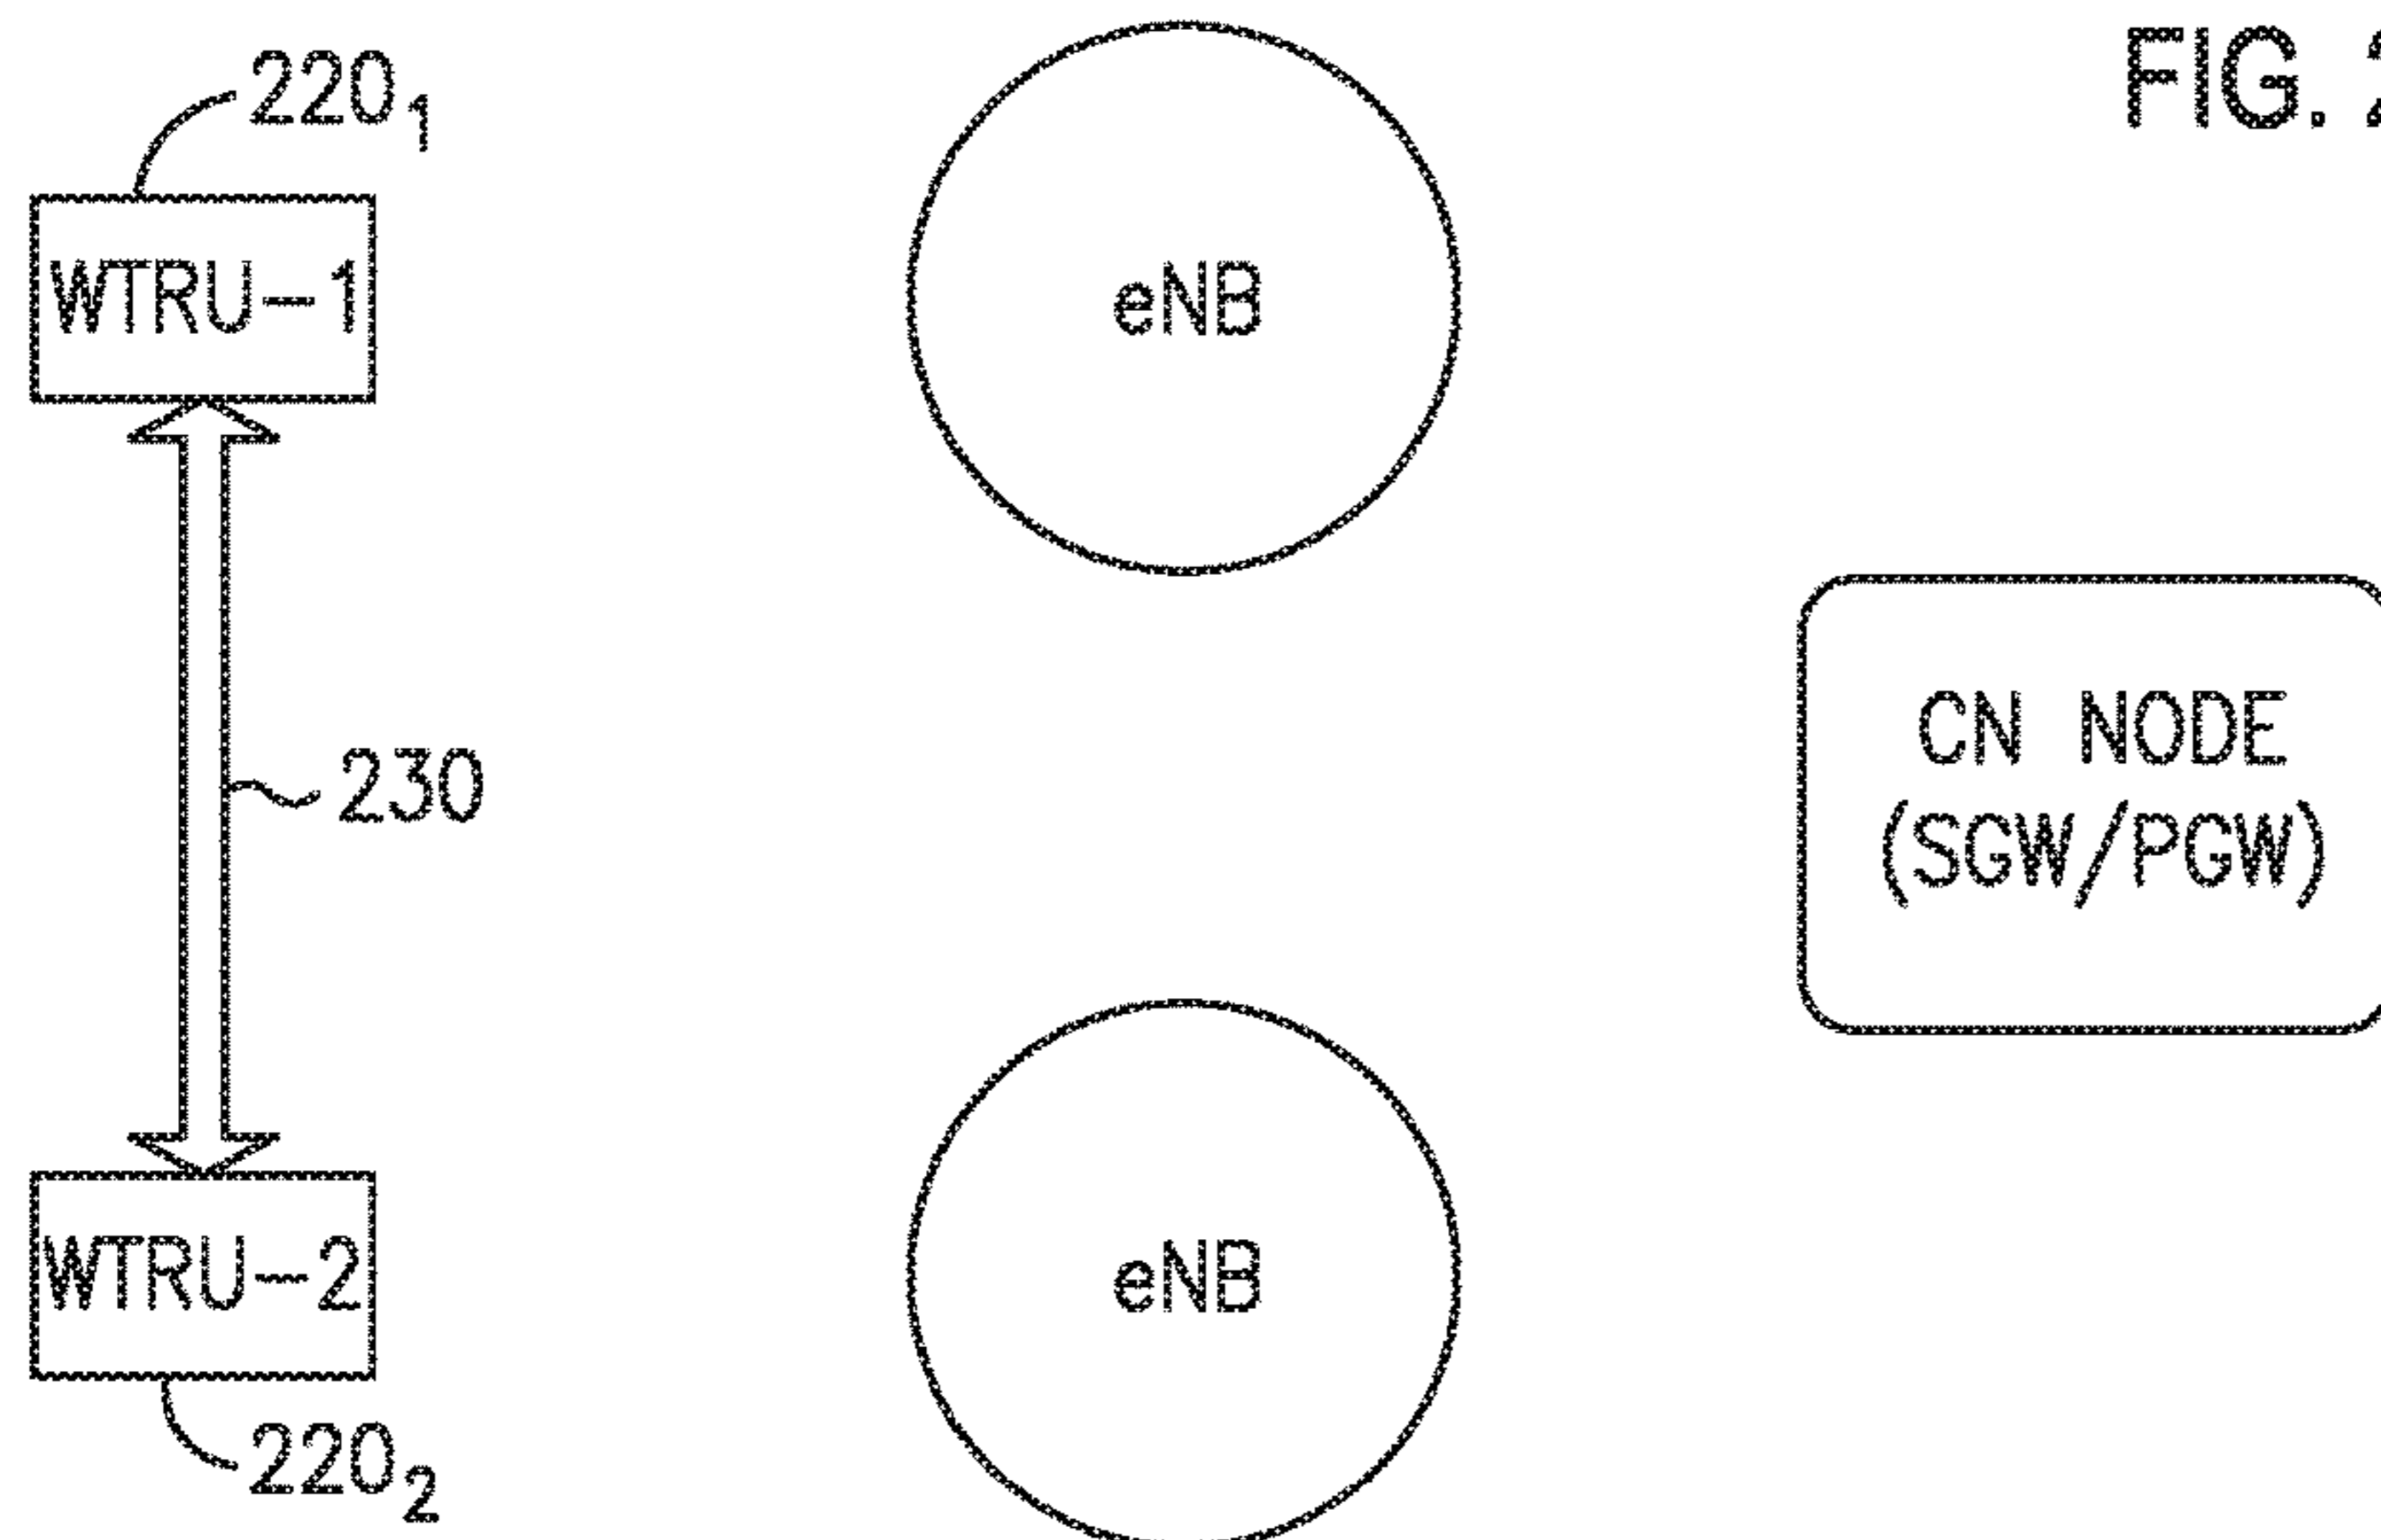 FIG. 2
220₁
WTRU-1
eNB
230
CN NODE
(SGW/PGW)
WTRU-2
eNB
220₂